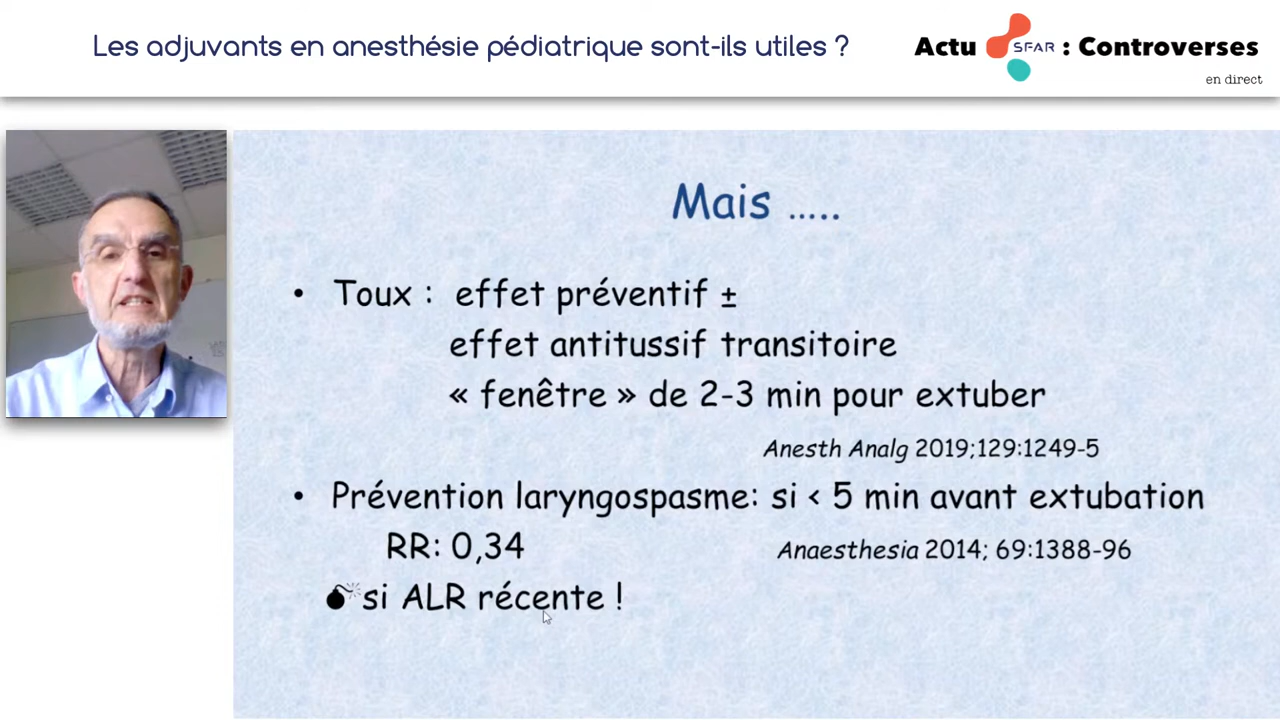 Les adjuvants en anesthésie pédiatrique sont-ils utiles ?
Actu SFAR : Controverses
en direct
Mais .....
• Toux : effet préventif ±
effet antitussif transitoire
« fenêtre » de 2-3 min pour extuber
Anesth Analg 2019;129:1249-5
• Prévention laryngospasme: si < 5 min avant extubation
RR: 0,34
Anaesthesia 2014; 69:1388-96
💣si ALR récente !